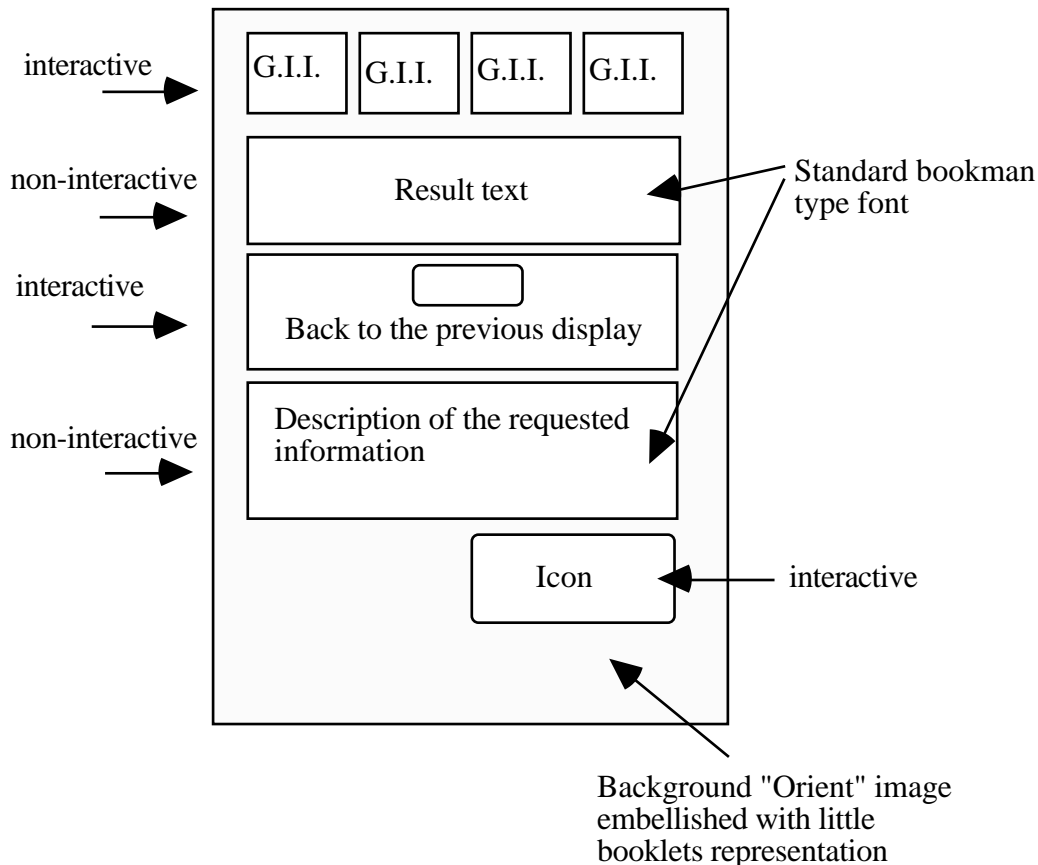 G.I.I. G.I.I. G.I.I. G.I.I.
interactive
non-interactive
Result text
Standard bookman
type font
interactive
Back to the previous display
Description of the requested
information
non-interactive
Icon
interactive
Background "Orient" image
embellished with little
booklets representation